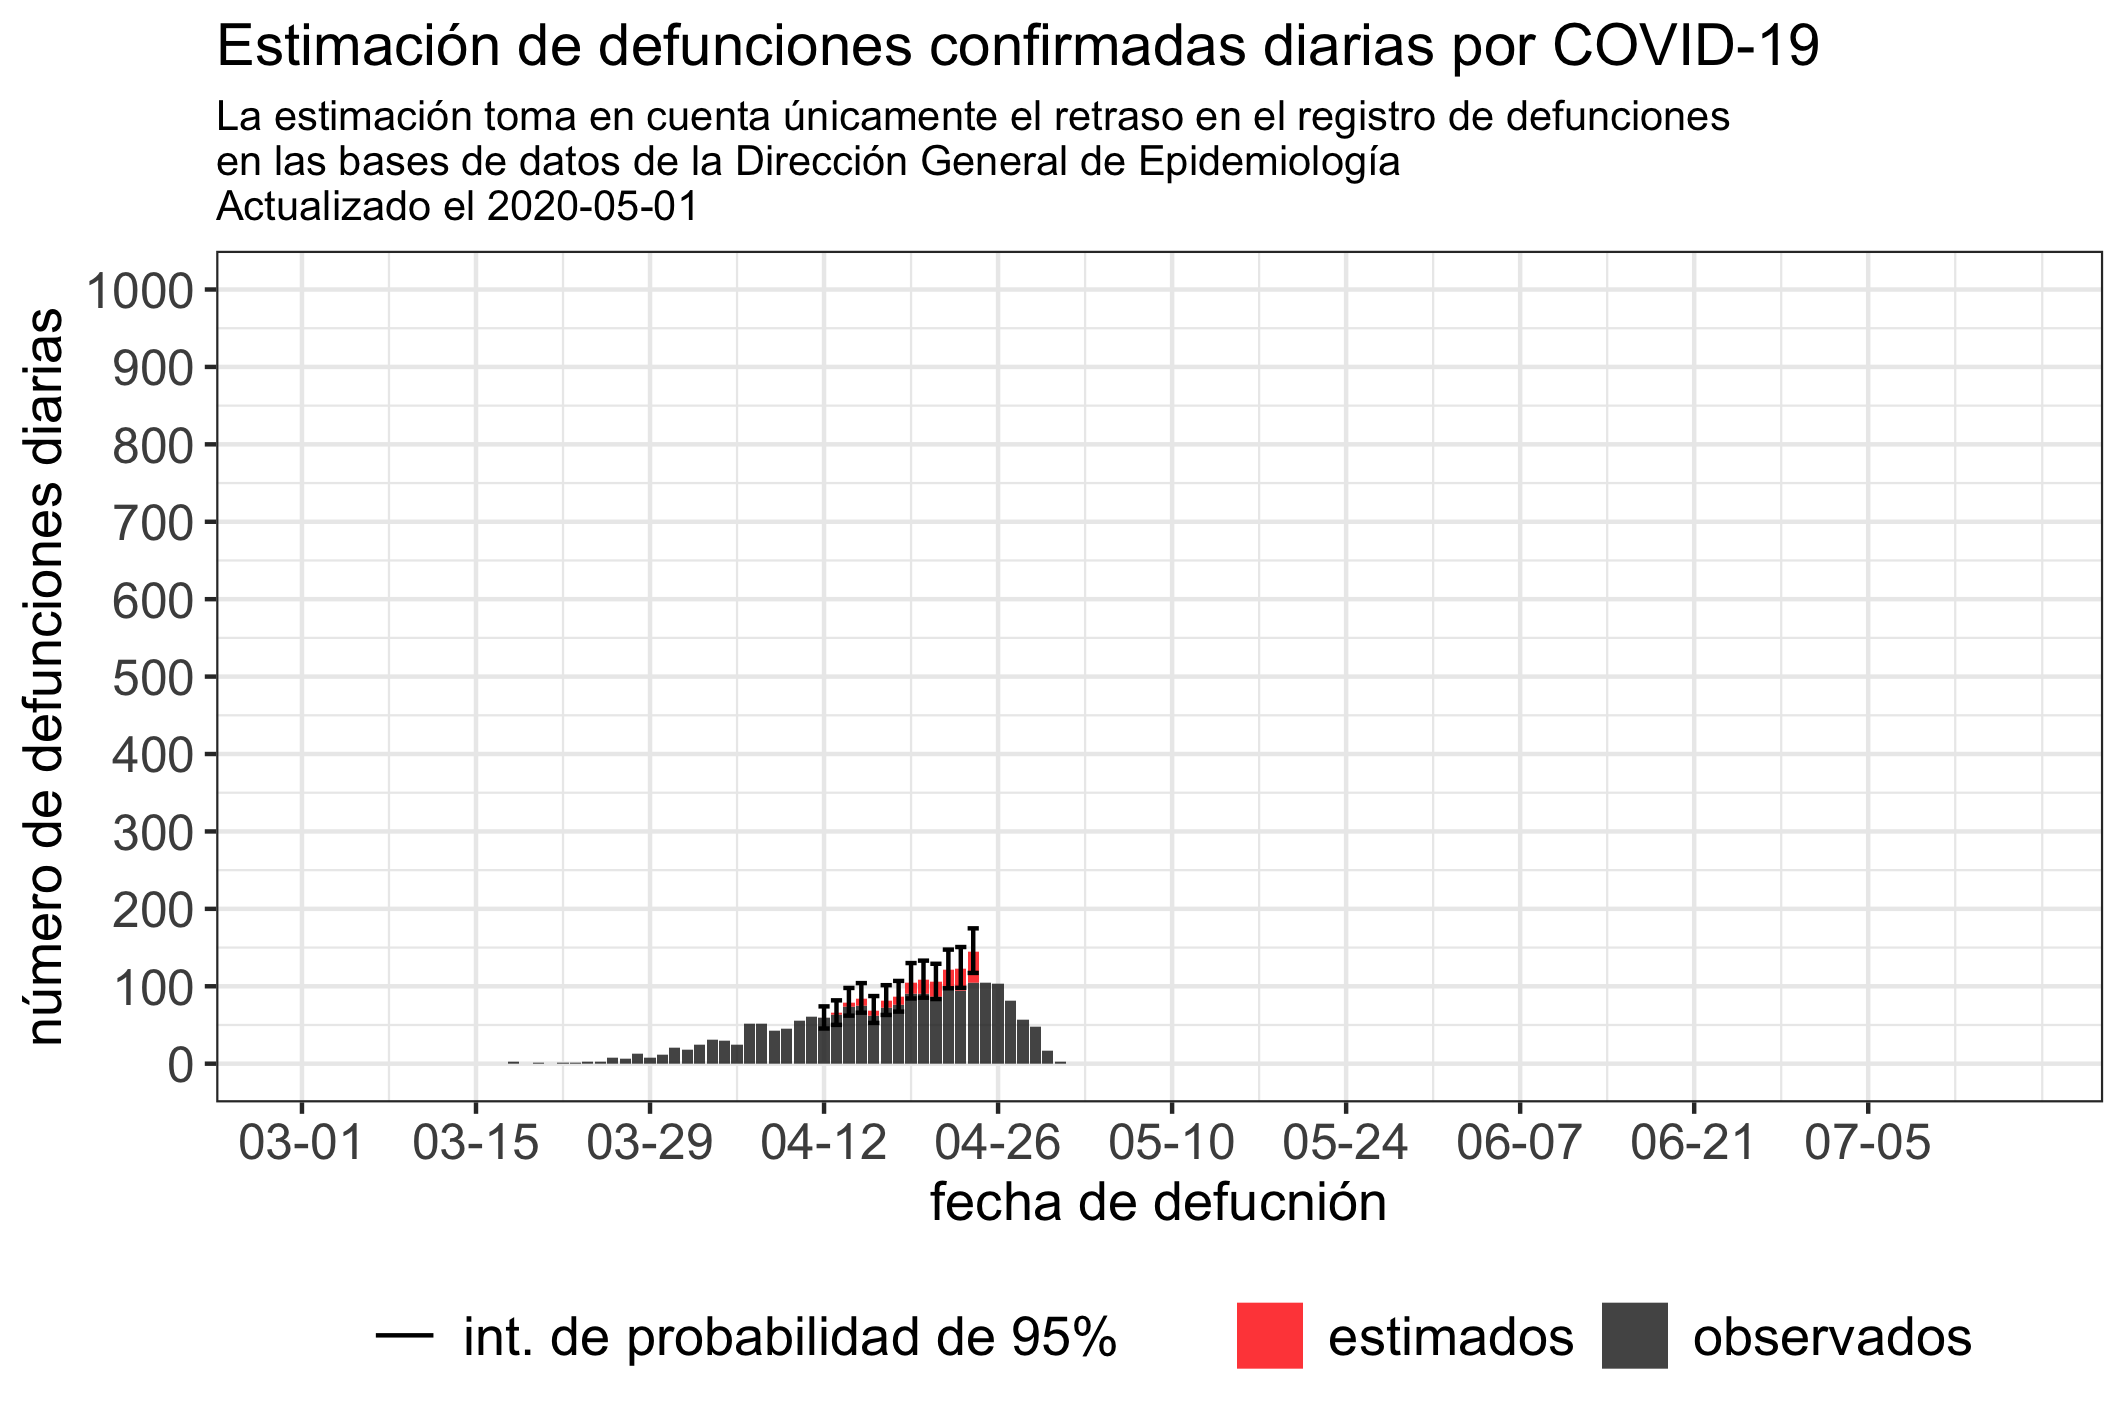 Estimación de defunciones confirmadas diarias por COVID-19
La estimación toma en cuenta únicamente el retraso en el registro de defunciones
en las bases de datos de la Dirección General de Epidemiología
Actualizado el 2020-05-01
número de defunciones diarias
1000
900
800
700
600
500
400
300
200
100
0
03-01 03-15 03-29 04-12 04-26 05-10 05-24 06-07 06-21 07-05
fecha de defucnión
int. de probabilidad de 95% estimados observados